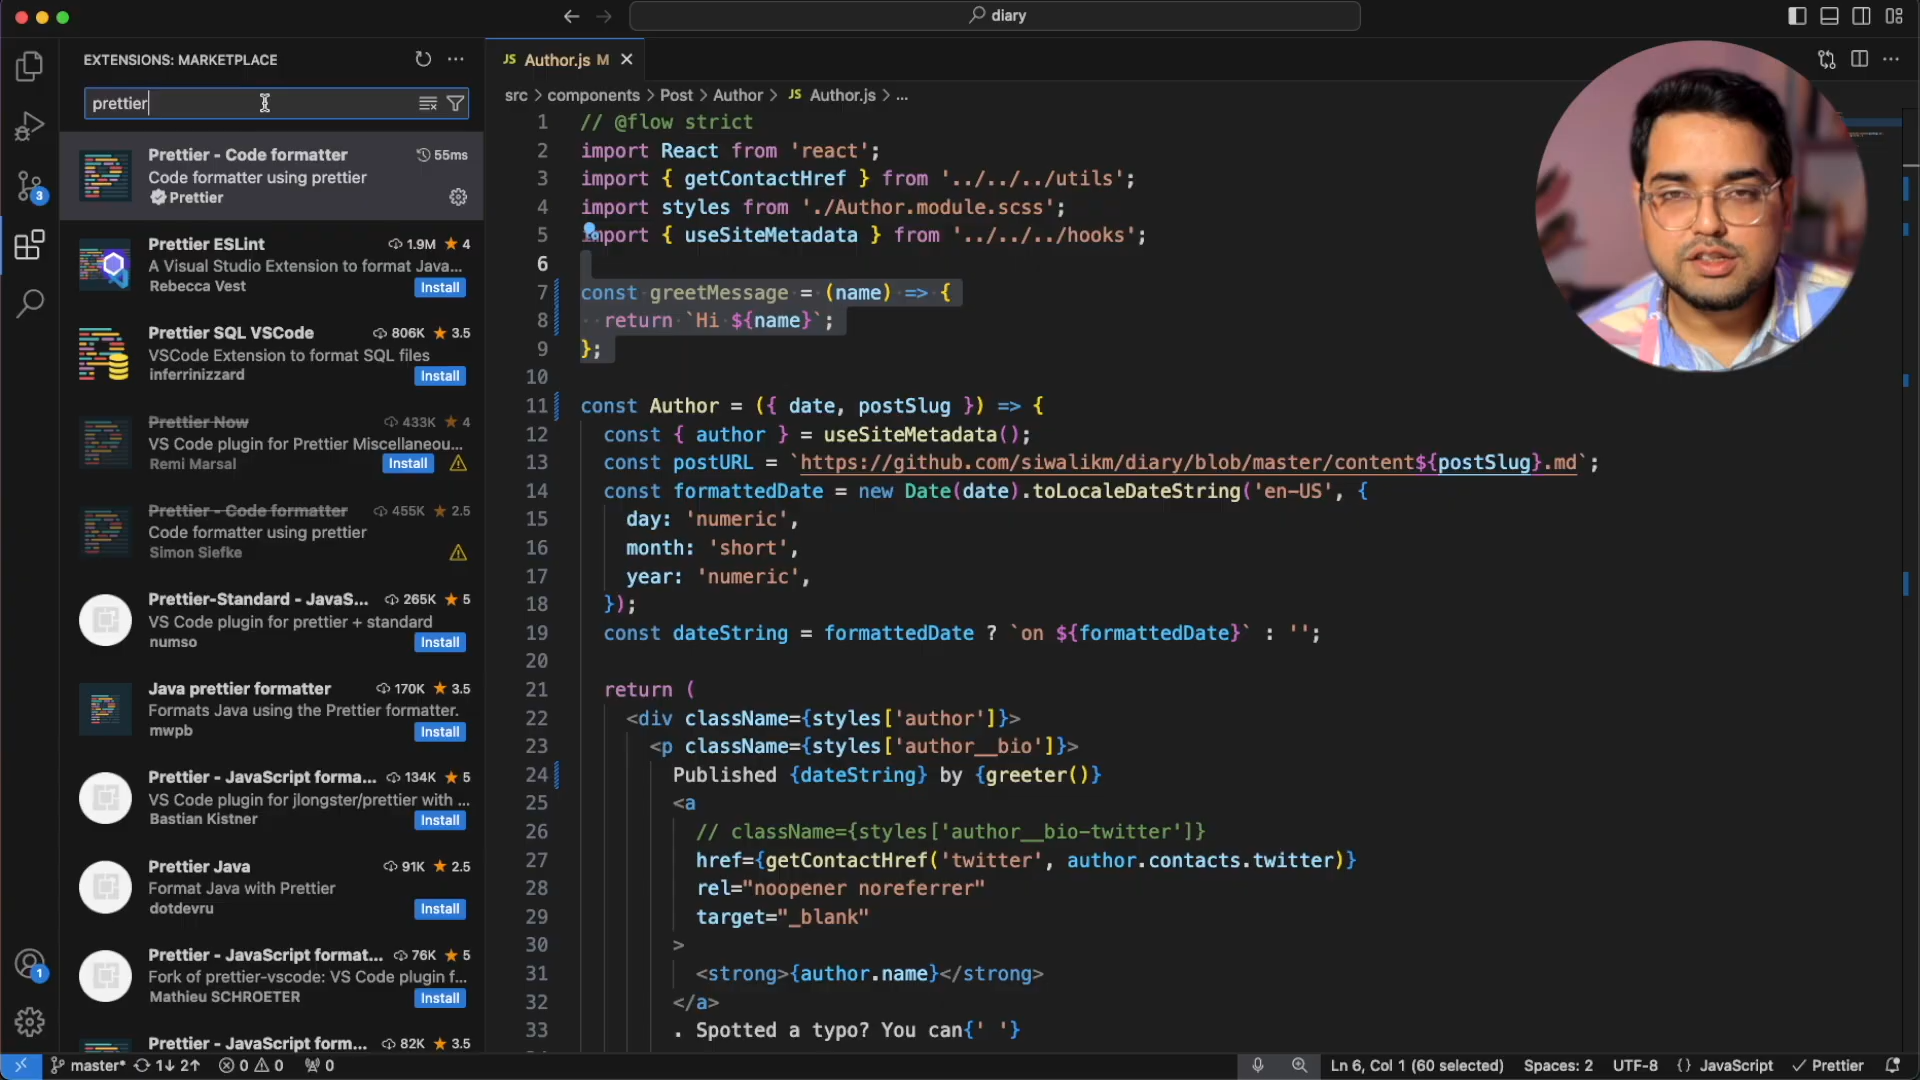 diary
EXTENSIONS: MARKETPLACE
prettier
Prettier - Code formatter 55ms
Code formatter using prettier
Prettier
Prettier ESLint 1.9M ★ 4
A Visual Studio Extension to format Java...
Rebecca Vest Install
Prettier SQL VSCode 806K ★ 3.5
VSCode Extension to format SQL files
inferrinizzard Install
Prettier Now 433K ★ 4
VS Code plugin for Prettier Miscellaneou...
Remi Marsal Install
Prettier - Code formatter 455K ★ 2.5
Code formatter using prettier
Simon Siefke
Prettier-Standard - JavaS... 265K ★ 5
VS Code plugin for prettier + standard
numso Install
Java prettier formatter 170K ★ 3.5
Formats Java using the Prettier formatter.
mwpb Install
Prettier - JavaScript forma... 134K ★ 5
VS Code plugin for jlongster/prettier with ...
Bastian Kistner Install
Prettier Java 91K ★ 2.5
Format Java with Prettier
dotdevru Install
Prettier - JavaScript format... 76K ★ 5
Fork of prettier-vscode: VS Code plugin f...
Mathieu SCHROETER Install
Prettier - JavaScript form... 82K ★ 3.5
3
1
JS Author.js M
src > components > Post > Author > JS Author.js > ...
1 // @flow strict
2 import React from 'react';
3 import { getContactHref } from '../../../utils';
4 import styles from './Author.module.scss';
5 import { useSiteMetadata } from '../../../hooks';
6
7 const greetMessage = (name) => {
8 return `Hi ${name}`;
9 };
10
11 const Author = ({ date, postSlug }) => {
12 const { author } = useSiteMetadata();
13 const postURL = `https://github.com/siwalikm/diary/blob/master/content${postSlug}.md`;
14 const formattedDate = new Date(date).toLocaleDateString('en-US', {
15 day: 'numeric',
16 month: 'short',
17 year: 'numeric',
18 });
19 const dateString = formattedDate ? `on ${formattedDate}` : '';
20
21 return (
22 <div className={styles['author']}>
23 <p className={styles['author__bio']}>
24 Published {dateString} by {greeter()}
25 <a
26 // className={styles['author__bio-twitter']}
27 href={getContactHref('twitter', author.contacts.twitter)}
28 rel="noopener noreferrer"
29 target="_blank"
30 >
31 <strong>{author.name}</strong>
32 </a>
33 . Spotted a typo? You can{' '}
master* 1↓ 2↑ 0 0 0 Ln 6, Col 1 (60 selected) Spaces: 2 UTF-8 {} JavaScript ✓ Prettier